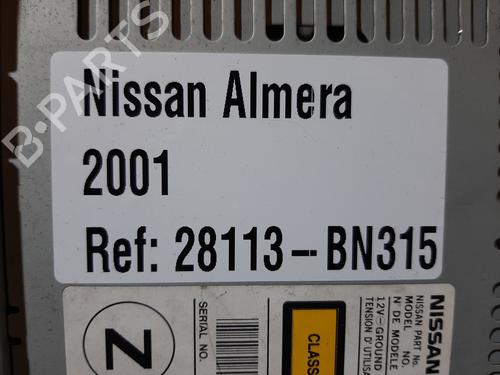 Nissan Almera
2001
Ref: 28113-BN315
B-PARTS
Z
SERIAL NO.
CLASS
NISSAN
NISSAN PART No.
MODEL NO.
N° DE MODELE
12V⎓GROUND
TENSION D'UTILIS